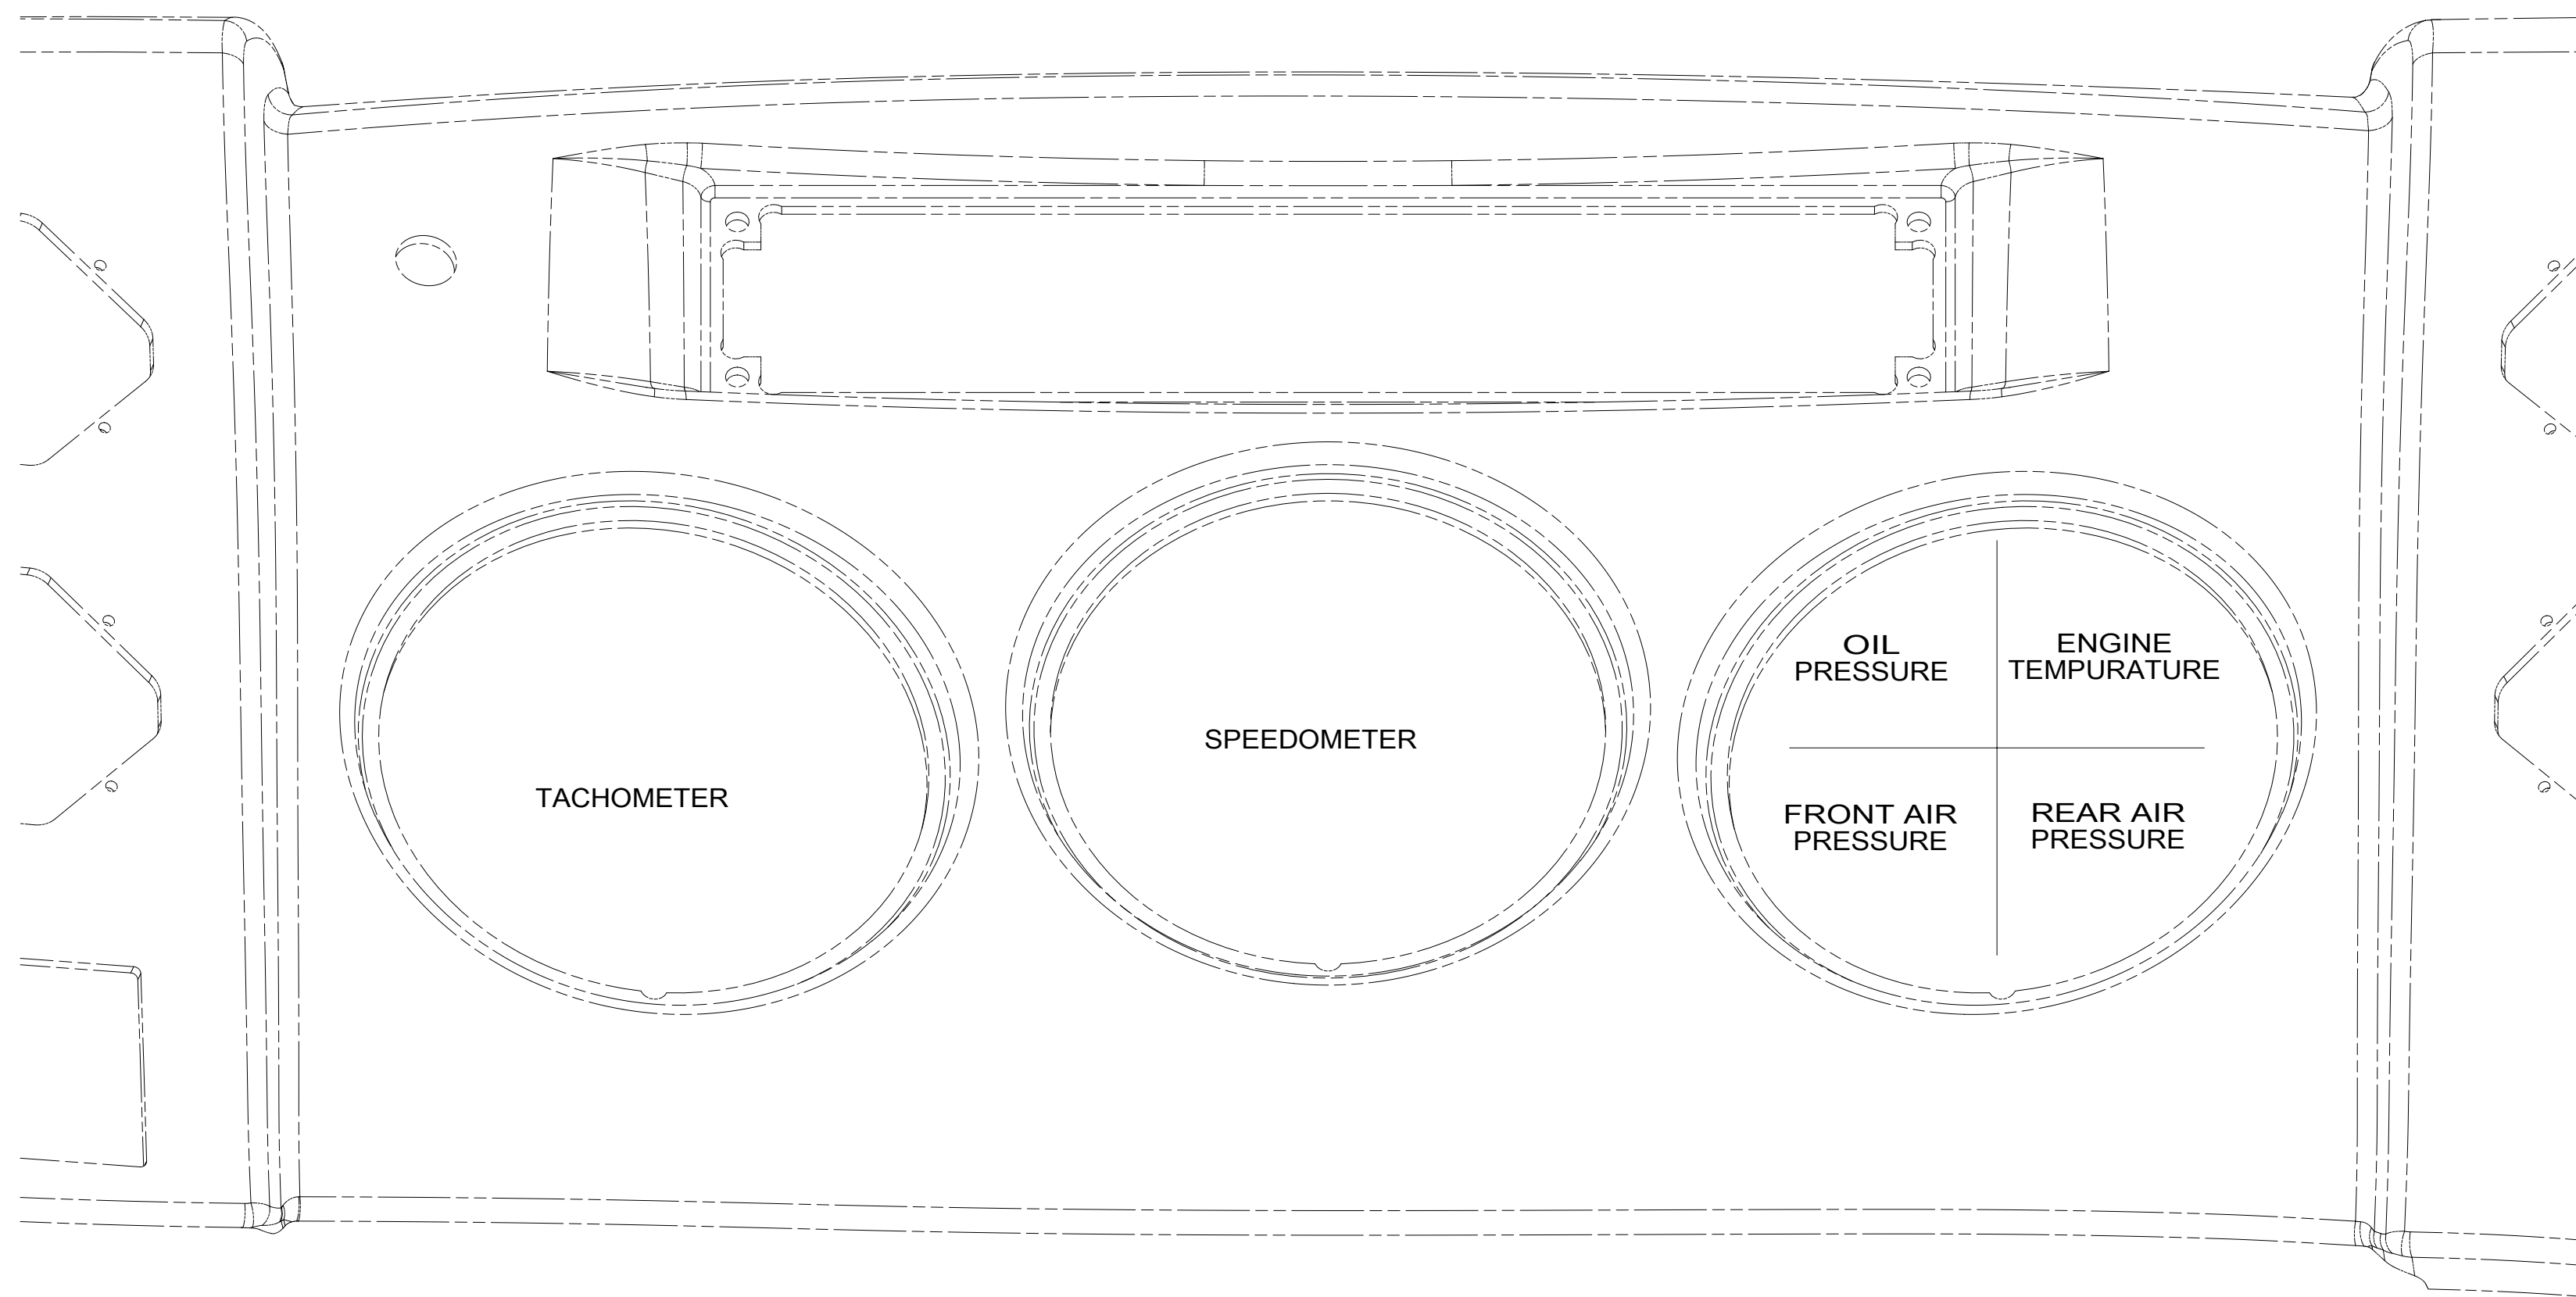 TACHOMETER
SPEEDOMETER
OIL
PRESSURE
ENGINE
TEMPURATURE
FRONT AIR
PRESSURE
REAR AIR
PRESSURE